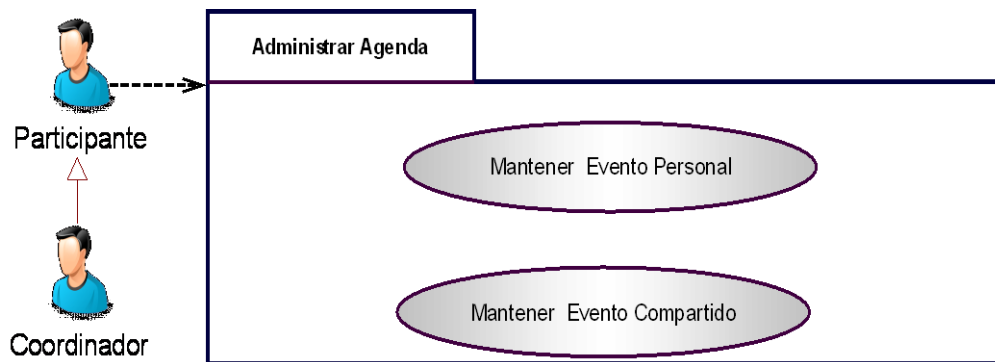 Administrar Agenda
Participante
Mantener Evento Personal
Mantener Evento Compartido
Coordinador